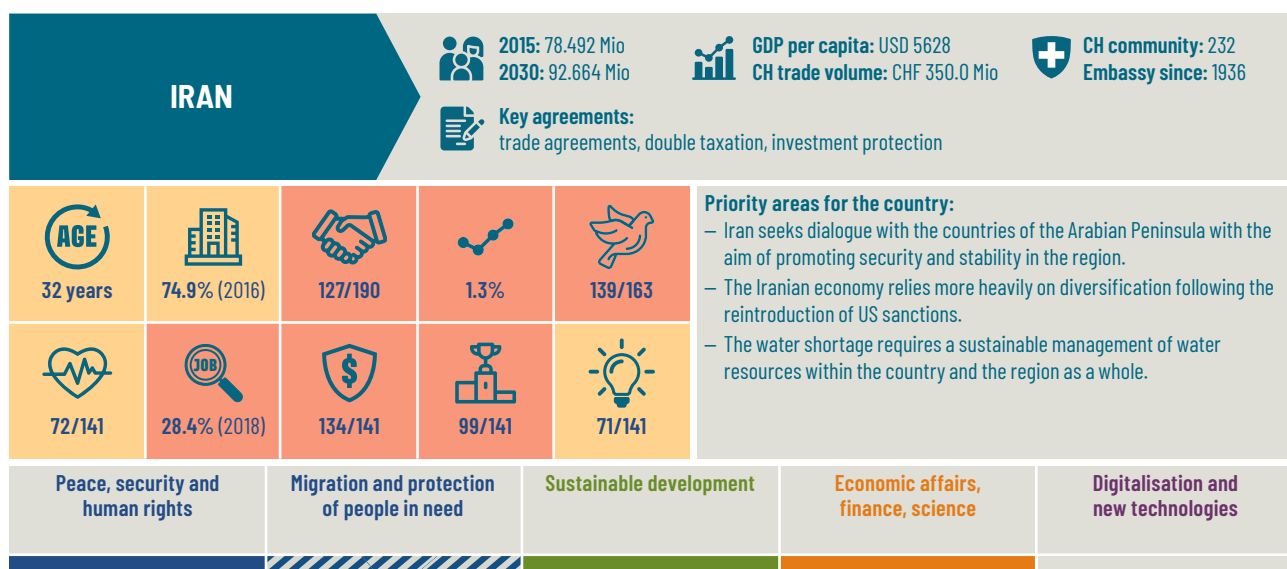 IRAN
2015: 78.492 Mio
2030: 92.664 Mio
GDP per capita: USD 5628
CH trade volume: CHF 350.0 Mio
CH community: 232
Embassy since: 1936
Key agreements:
trade agreements, double taxation, investment protection
AGE
32 years
74.9% (2016)
127/190
1.3%
139/163
72/141
JOB
28.4% (2018)
$
134/141
99/141
71/141
Priority areas for the country:
– Iran seeks dialogue with the countries of the Arabian Peninsula with the
aim of promoting security and stability in the region.
– The Iranian economy relies more heavily on diversification following the
reintroduction of US sanctions.
– The water shortage requires a sustainable management of water
resources within the country and the region as a whole.
Peace, security and
human rights
Migration and protection
of people in need
Sustainable development
Economic affairs,
finance, science
Digitalisation and
new technologies